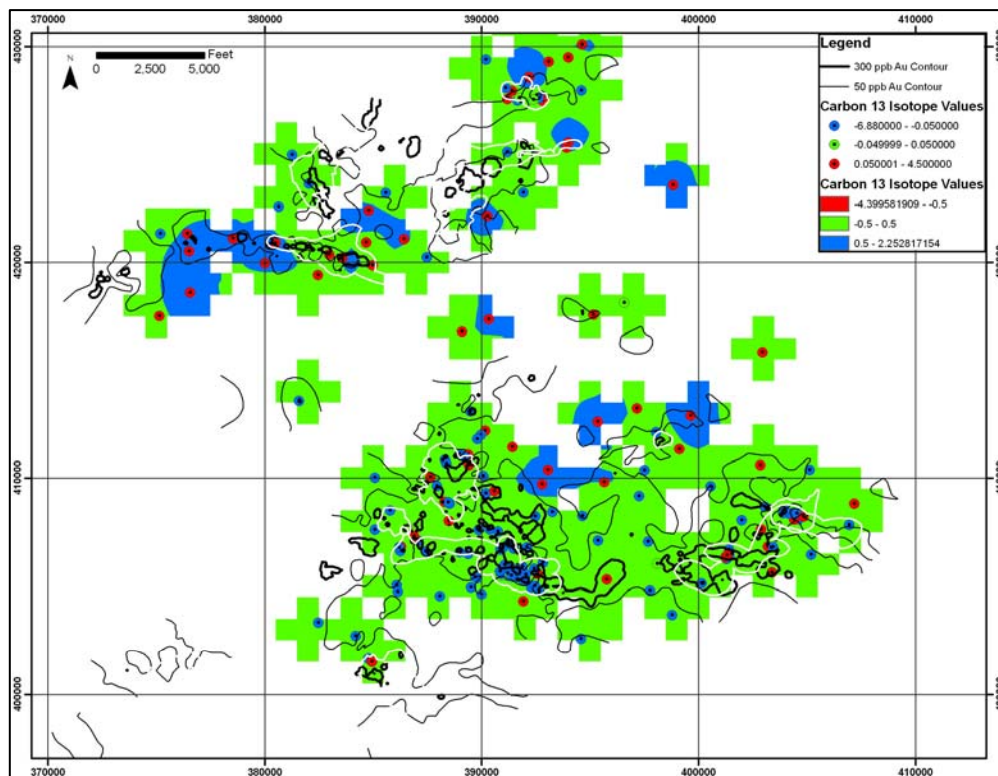 370000 380000 390000 400000 410000
430000
N
Feet
0 2,500 5,000
Legend
300 ppb Au Contour
50 ppb Au Contour
Carbon 13 Isotope Values
-6.880000 - -0.050000
-0.049999 - 0.050000
0.050001 - 4.500000
Carbon 13 Isotope Values
-4.399581909 - -0.5
-0.5 - 0.5
0.5 - 2.252817154
420000
410000
400000
370000 380000 390000 400000 410000